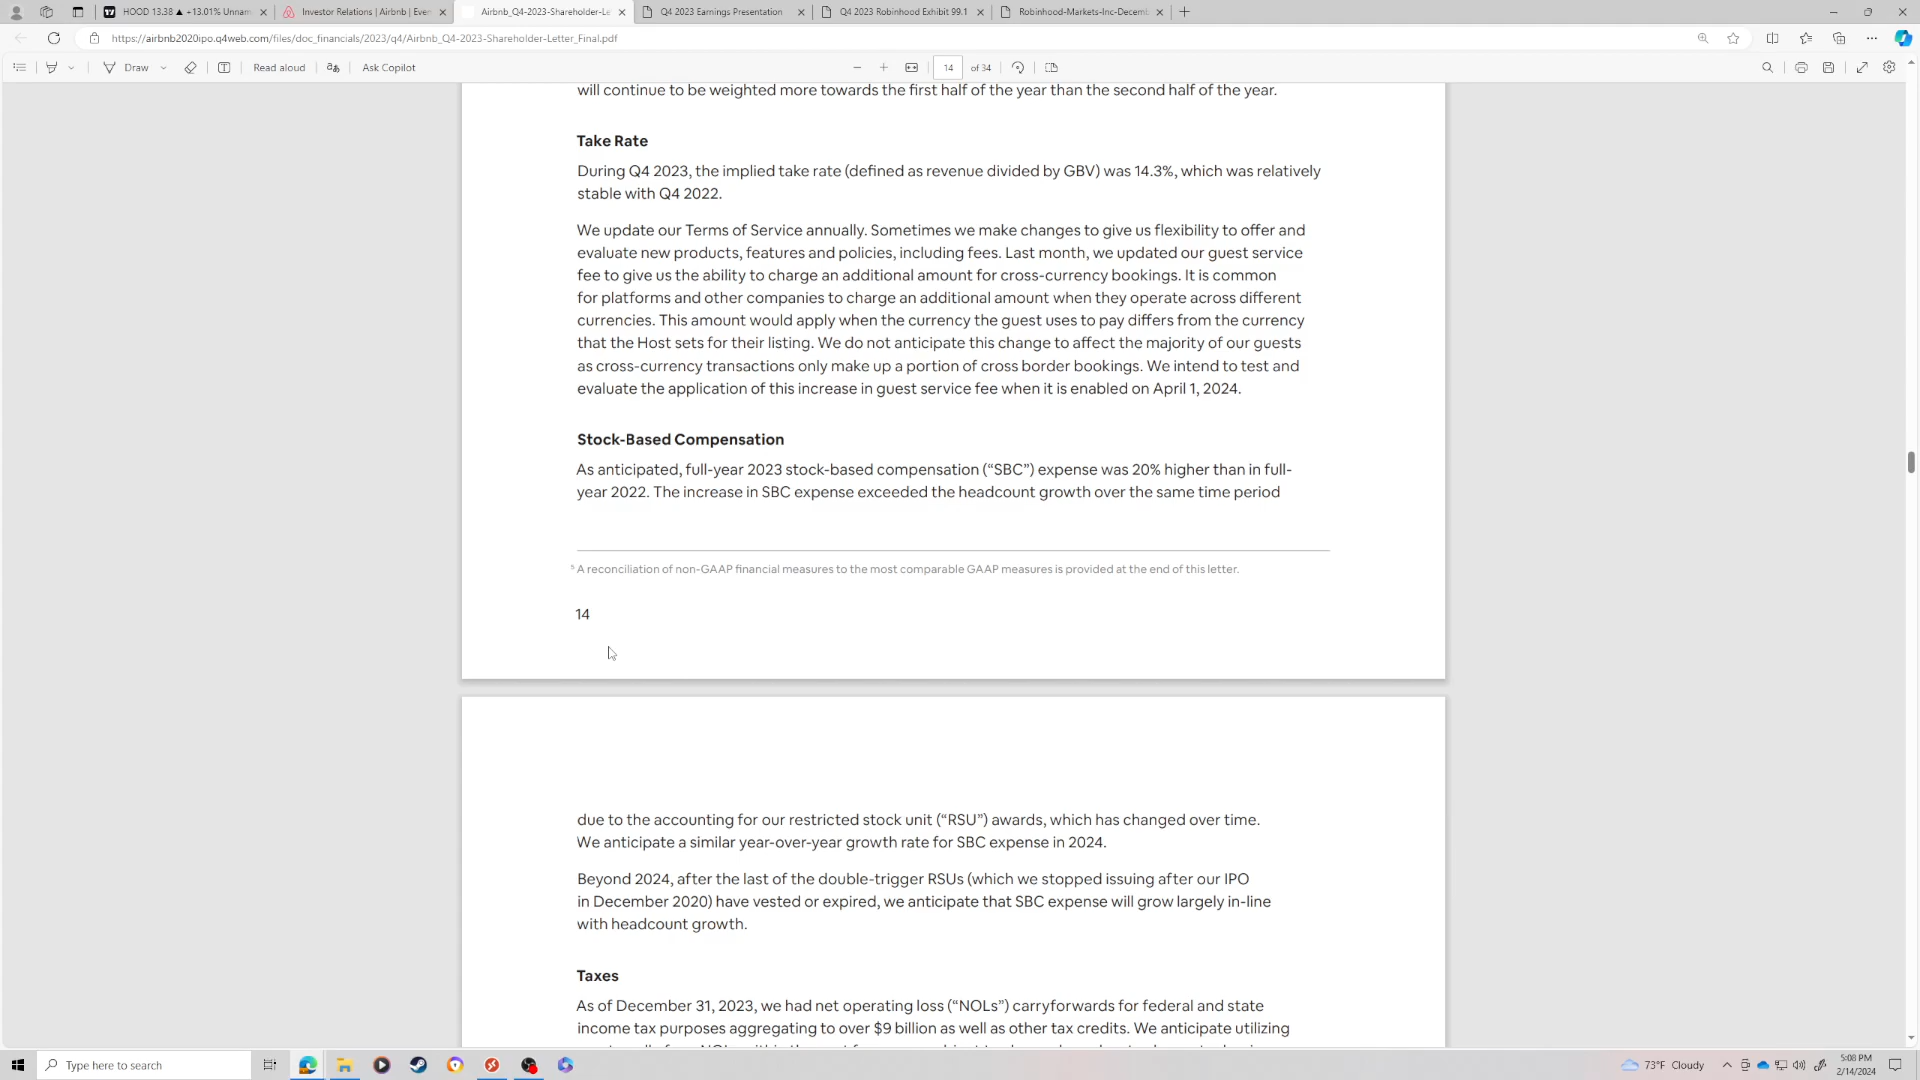 HOOD 13.38 ▲ +13.01% Unnam
Investor Relations | Airbnb | Even
Airbnb_Q4-2023-Shareholder-Le
Q4 2023 Earnings Presentation
Q4 2023 Robinhood Exhibit 99.1
Robinhood-Markets-Inc-Decemb
https://airbnb2020ipo.q4web.com/files/doc_financials/2023/q4/Airbnb_Q4-2023-Shareholder-Letter_Final.pdf
Draw
Read aloud
Ask Copilot
14 of 34
will continue to be weighted more towards the first half of the year than the second half of the year.
Take Rate
During Q4 2023, the implied take rate (defined as revenue divided by GBV) was 14.3%, which was relatively
stable with Q4 2022.
We update our Terms of Service annually. Sometimes we make changes to give us flexibility to offer and
evaluate new products, features and policies, including fees. Last month, we updated our guest service
fee to give us the ability to charge an additional amount for cross-currency bookings. It is common
for platforms and other companies to charge an additional amount when they operate across different
currencies. This amount would apply when the currency the guest uses to pay differs from the currency
that the Host sets for their listing. We do not anticipate this change to affect the majority of our guests
as cross-currency transactions only make up a portion of cross border bookings. We intend to test and
evaluate the application of this increase in guest service fee when it is enabled on April 1, 2024.
Stock-Based Compensation
As anticipated, full-year 2023 stock-based compensation (“SBC”) expense was 20% higher than in full-
year 2022. The increase in SBC expense exceeded the headcount growth over the same time period
⁵ A reconciliation of non-GAAP financial measures to the most comparable GAAP measures is provided at the end of this letter.
14
due to the accounting for our restricted stock unit (“RSU”) awards, which has changed over time.
We anticipate a similar year-over-year growth rate for SBC expense in 2024.
Beyond 2024, after the last of the double-trigger RSUs (which we stopped issuing after our IPO
in December 2020) have vested or expired, we anticipate that SBC expense will grow largely in-line
with headcount growth.
Taxes
As of December 31, 2023, we had net operating loss (“NOLs”) carryforwards for federal and state
income tax purposes aggregating to over $9 billion as well as other tax credits. We anticipate utilizing
Type here to search
73°F Cloudy
5:08 PM
2/14/2024